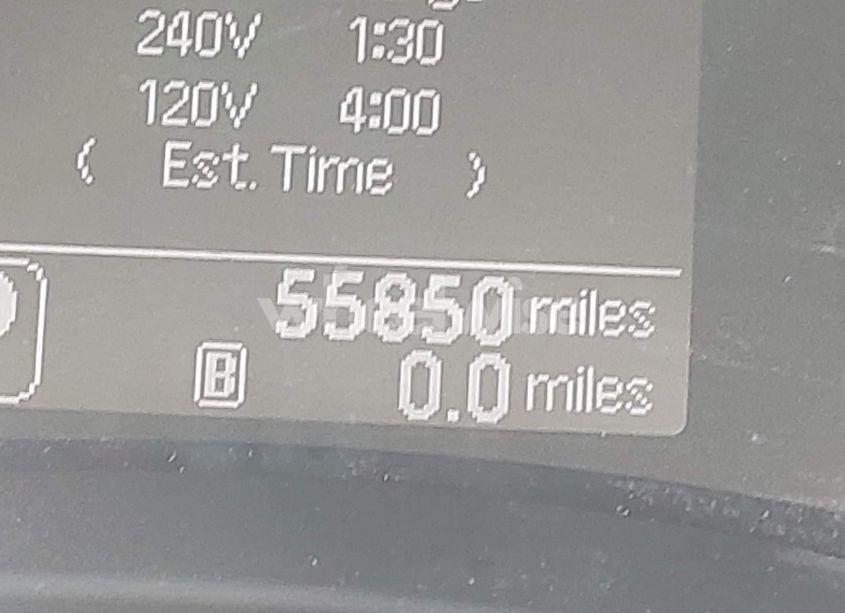 240V 1:30
120V 4:00
⟨ Est. Time ⟩
55850 miles
B 0.0 miles